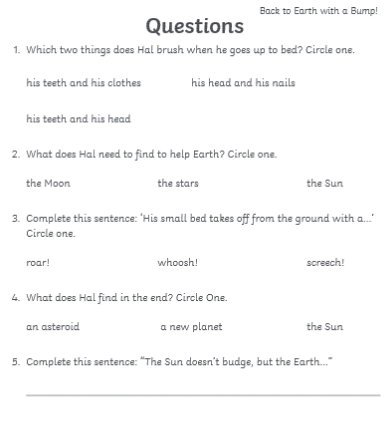 Back to Earth with a Bump!
Questions
1. Which two things does Hal brush when he goes up to bed? Circle one.
his teeth and his clothes his head and his nails
his teeth and his head
2. What does Hal need to find to help Earth? Circle one.
the Moon the stars the Sun
3. Complete this sentence: ‘His small bed takes off from the ground with a...’
Circle one.
roar! whoosh! screech!
4. What does Hal find in the end? Circle One.
an asteroid a new planet the Sun
5. Complete this sentence: “The Sun doesn’t budge, but the Earth...”